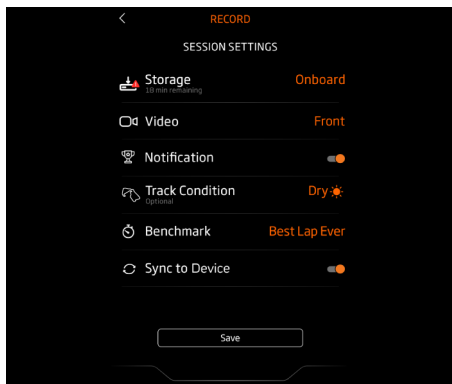 RECORD
SESSION SETTINGS
Storage Onboard
10 min remaining
Video Front
Notification
Track Condition Dry
Optional
Benchmark Best Lap Ever
Sync to Device
Save